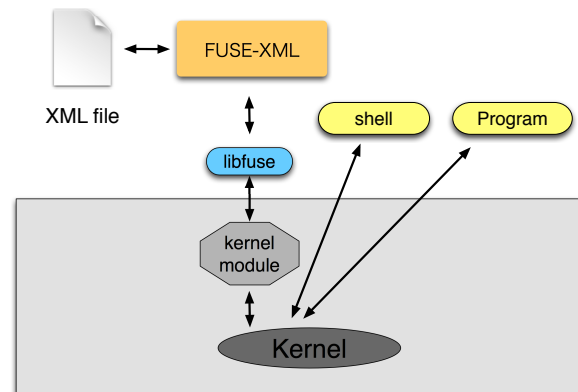 FUSE-XML
XML file
shell
Program
libfuse
kernel
module
Kernel